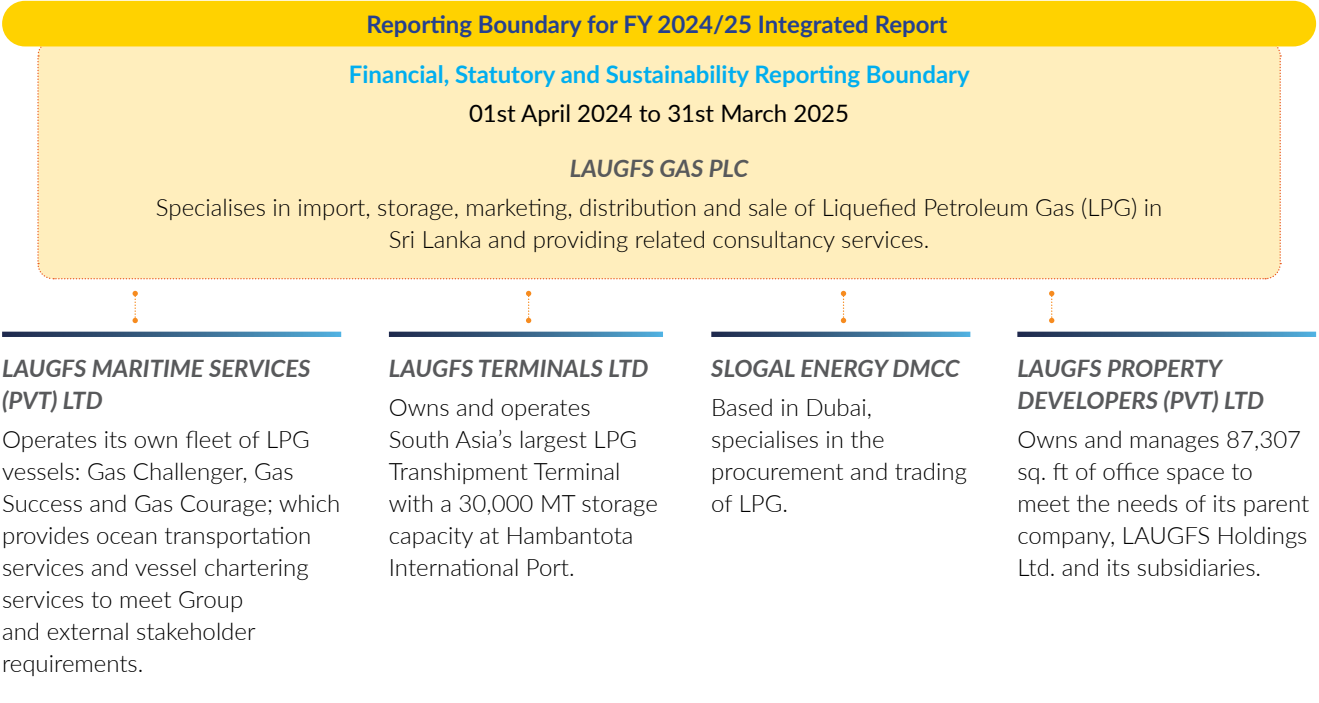 Reporting Boundary for FY 2024/25 Integrated Report
Financial, Statutory and Sustainability Reporting Boundary
01st April 2024 to 31st March 2025
LAUGFS GAS PLC
Specialises in import, storage, marketing, distribution and sale of Liquefied Petroleum Gas (LPG) in
Sri Lanka and providing related consultancy services.
LAUGFS MARITIME SERVICES
(PVT) LTD
Operates its own fleet of LPG
vessels: Gas Challenger, Gas
Success and Gas Courage; which
provides ocean transportation
services and vessel chartering
services to meet Group
and external stakeholder
requirements.
LAUGFS TERMINALS LTD
Owns and operates
South Asia's largest LPG
Transhipment Terminal
with a 30,000 MT storage
capacity at Hambantota
International Port.
SLOGAL ENERGY DMCC
Based in Dubai,
specialises in the
procurement and trading
of LPG.
LAUGFS PROPERTY
DEVELOPERS (PVT) LTD
Owns and manages 87,307
sq. ft of office space to
meet the needs of its parent
company, LAUGFS Holdings
Ltd. and its subsidiaries.